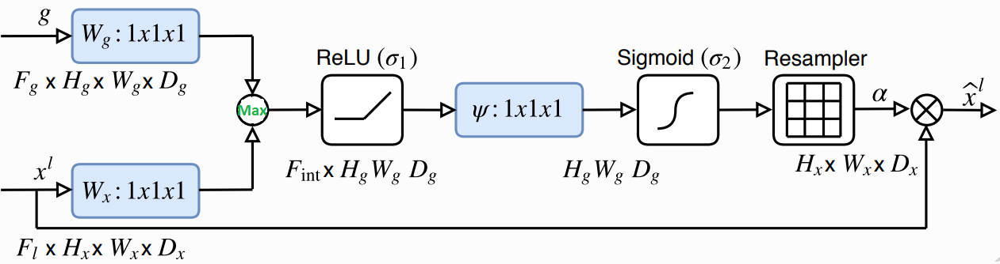 g
W_g : 1x1x1
F_g x H_g x W_g x D_g
Max
x^l
W_x : 1x1x1
F_l x H_x x W_x x D_x
ReLU (σ_1)
F_int x H_g W_g D_g
ψ : 1x1x1
Sigmoid (σ_2)
H_g W_g D_g
Resampler
α
H_x x W_x x D_x
x̂^l